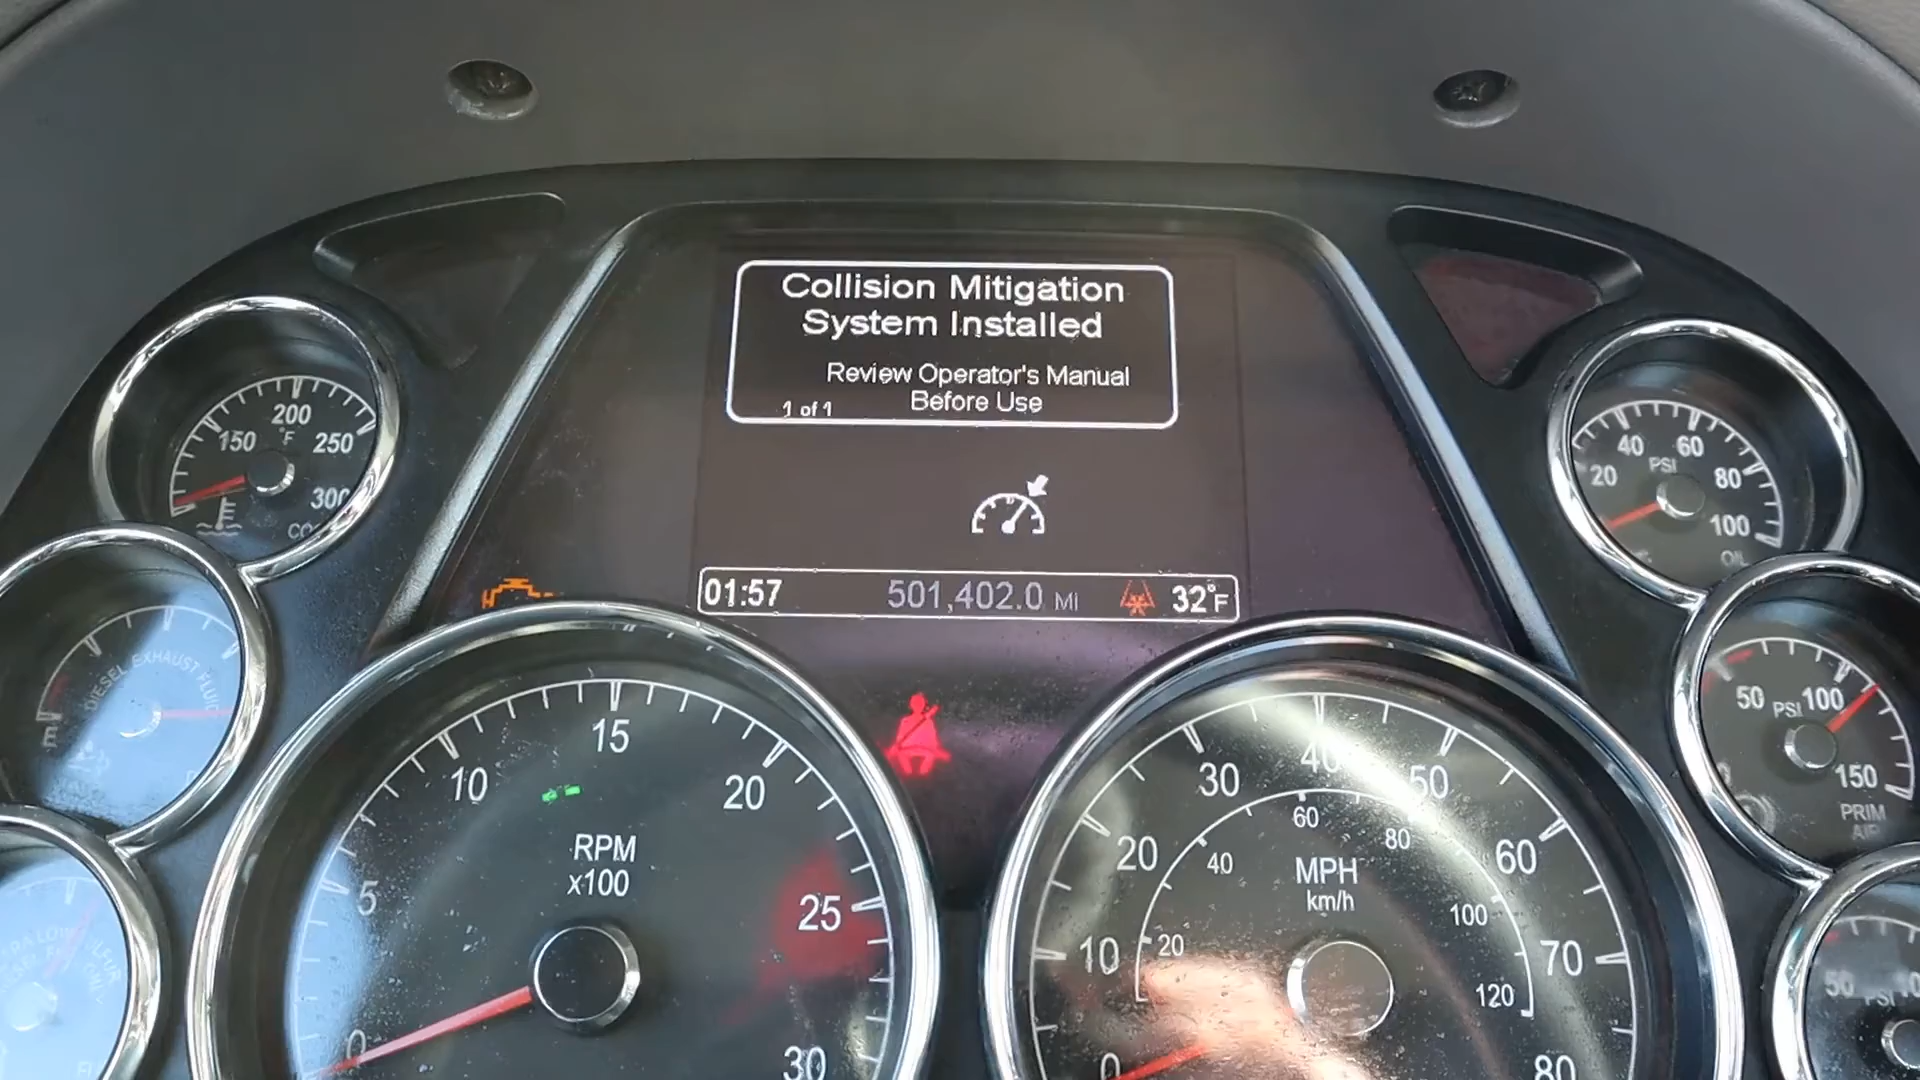 Collision Mitigation
System Installed
Review Operator's Manual
Before Use
1 of 1
01:57 501,402.0 MI 32°F
150 200 250 300
°F
20 40 60 80 100
PSI
OIL
DIESEL EXHAUST FLUID
E
50 100 150
PSI
PRIM
AIR
0 5 10 15 20 25 30
RPM
x100
0 10 20 30 40 50 60 70 80
20 40 60 80 100 120
MPH
km/h
50
PSI